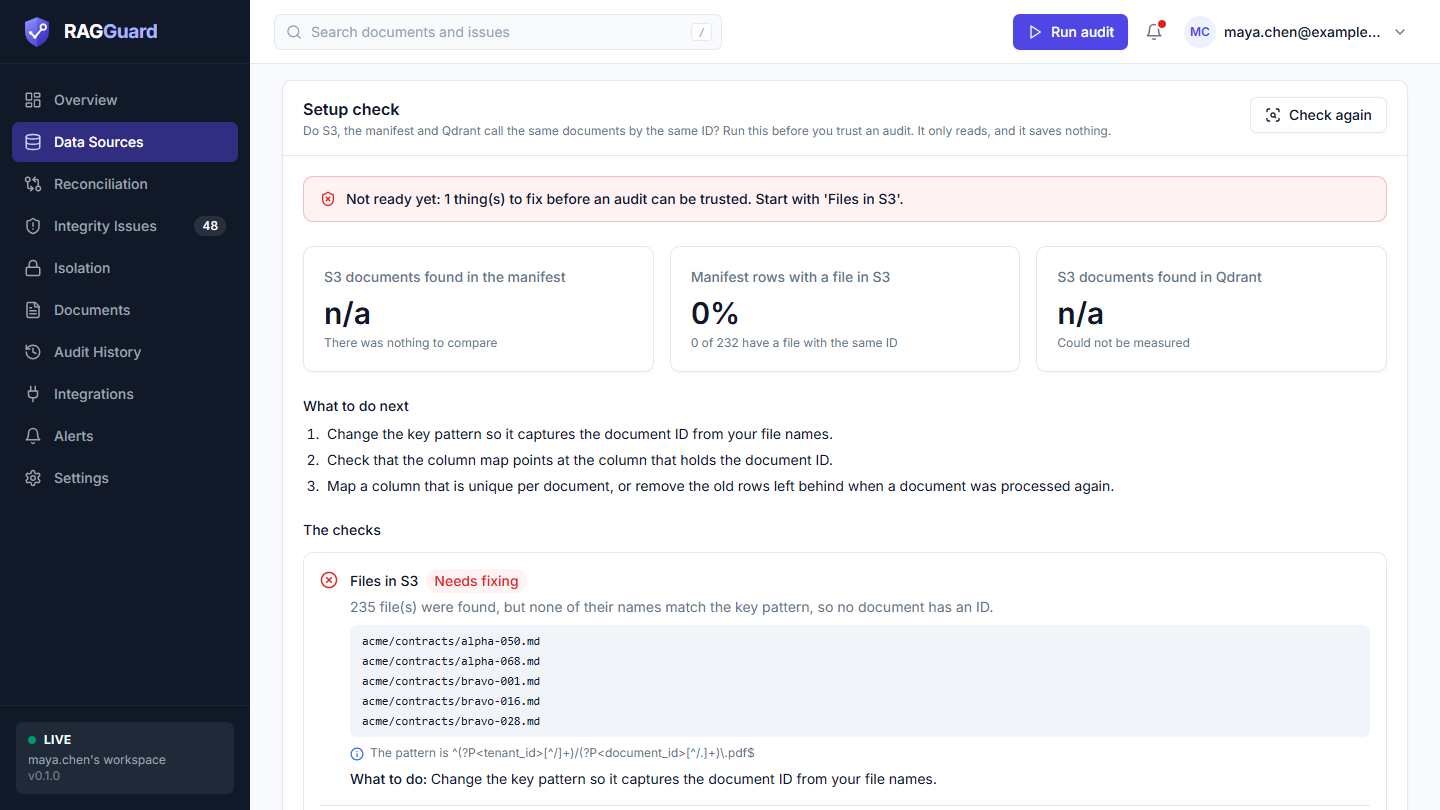 RAGGuard
Search documents and issues
/
Run audit
MC
maya.chen@example...
Overview
Data Sources
Reconciliation
Integrity Issues
48
Isolation
Documents
Audit History
Integrations
Alerts
Settings
LIVE
maya.chen's workspace
v0.1.0
Setup check
Do S3, the manifest and Qdrant call the same documents by the same ID? Run this before you trust an audit. It only reads, and it saves nothing.
Check again
Not ready yet: 1 thing(s) to fix before an audit can be trusted. Start with 'Files in S3'.
S3 documents found in the manifest
n/a
There was nothing to compare
Manifest rows with a file in S3
0%
0 of 232 have a file with the same ID
S3 documents found in Qdrant
n/a
Could not be measured
What to do next
1. Change the key pattern so it captures the document ID from your file names.
2. Check that the column map points at the column that holds the document ID.
3. Map a column that is unique per document, or remove the old rows left behind when a document was processed again.
The checks
Files in S3
Needs fixing
235 file(s) were found, but none of their names match the key pattern, so no document has an ID.
acme/contracts/alpha-050.md
acme/contracts/alpha-068.md
acme/contracts/bravo-001.md
acme/contracts/bravo-016.md
acme/contracts/bravo-028.md
The pattern is ^(?P<tenant_id>[^/]+)/(?P<document_id>[^/.]+)\.pdf$
What to do: Change the key pattern so it captures the document ID from your file names.